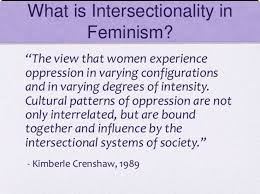 What is Intersectionality in
Feminism?
“The view that women experience
oppression in varying configurations
and in varying degrees of intensity.
Cultural patterns of oppression are not
only interrelated, but are bound
together and influence by the
intersectional systems of society.”
- Kimberle Crenshaw, 1989